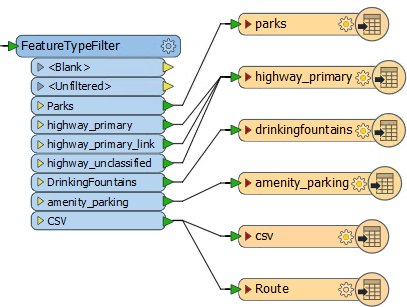 FeatureTypeFilter
<Blank>
<Unfiltered>
Parks
highway_primary
highway_primary_link
highway_unclassified
DrinkingFountains
amenity_parking
CSV
parks
highway_primary
drinkingfountains
amenity_parking
csv
Route